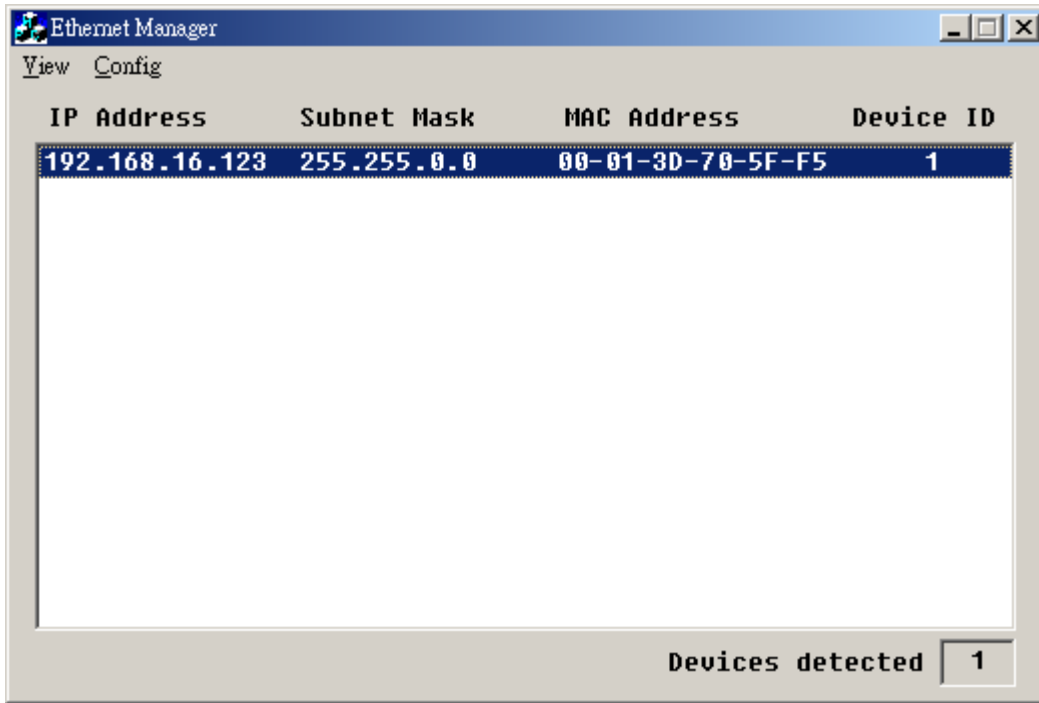 Ethernet Manager
View Config
IP Address Subnet Mask MAC Address Device ID
192.168.16.123 255.255.0.0 00-01-3D-70-5F-F5 1
Devices detected 1